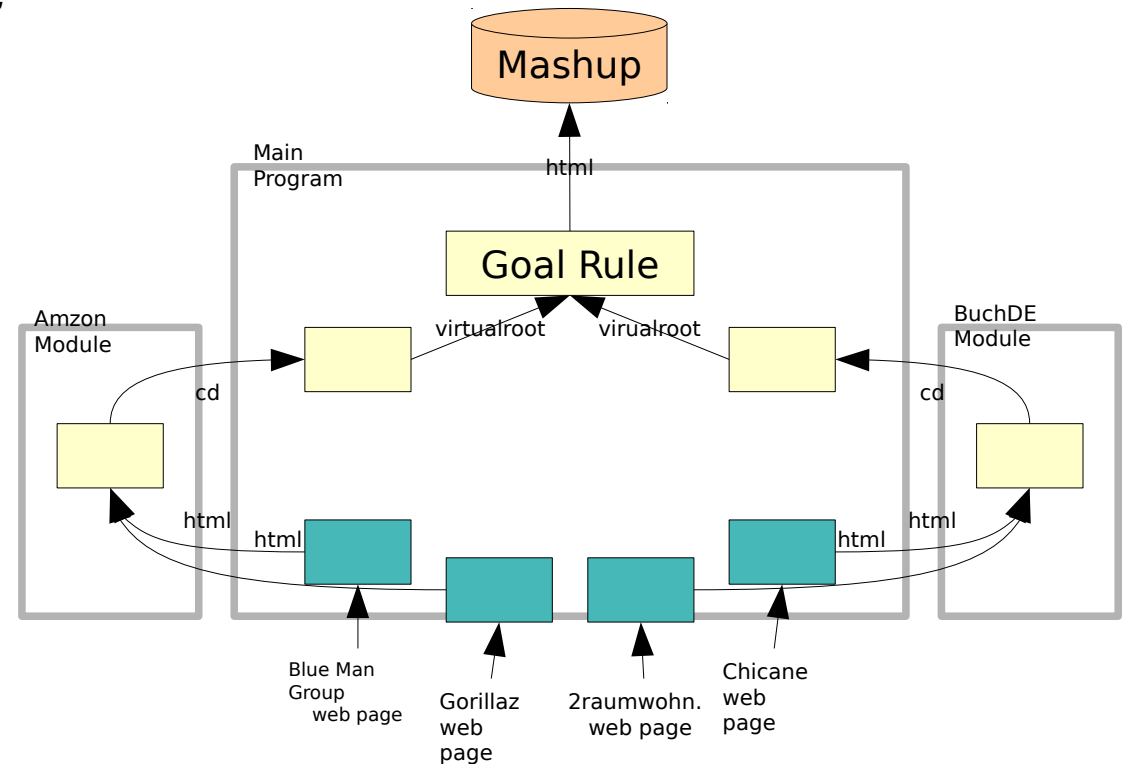 Mashup
Main
Program
html
Goal Rule
virtualroot
virualroot
Amzon
Module
BuchDE
Module
cd
cd
html
html
html
html
Blue Man
Group
web page
Gorillaz
web
page
2raumwohn.
web page
Chicane
web
page